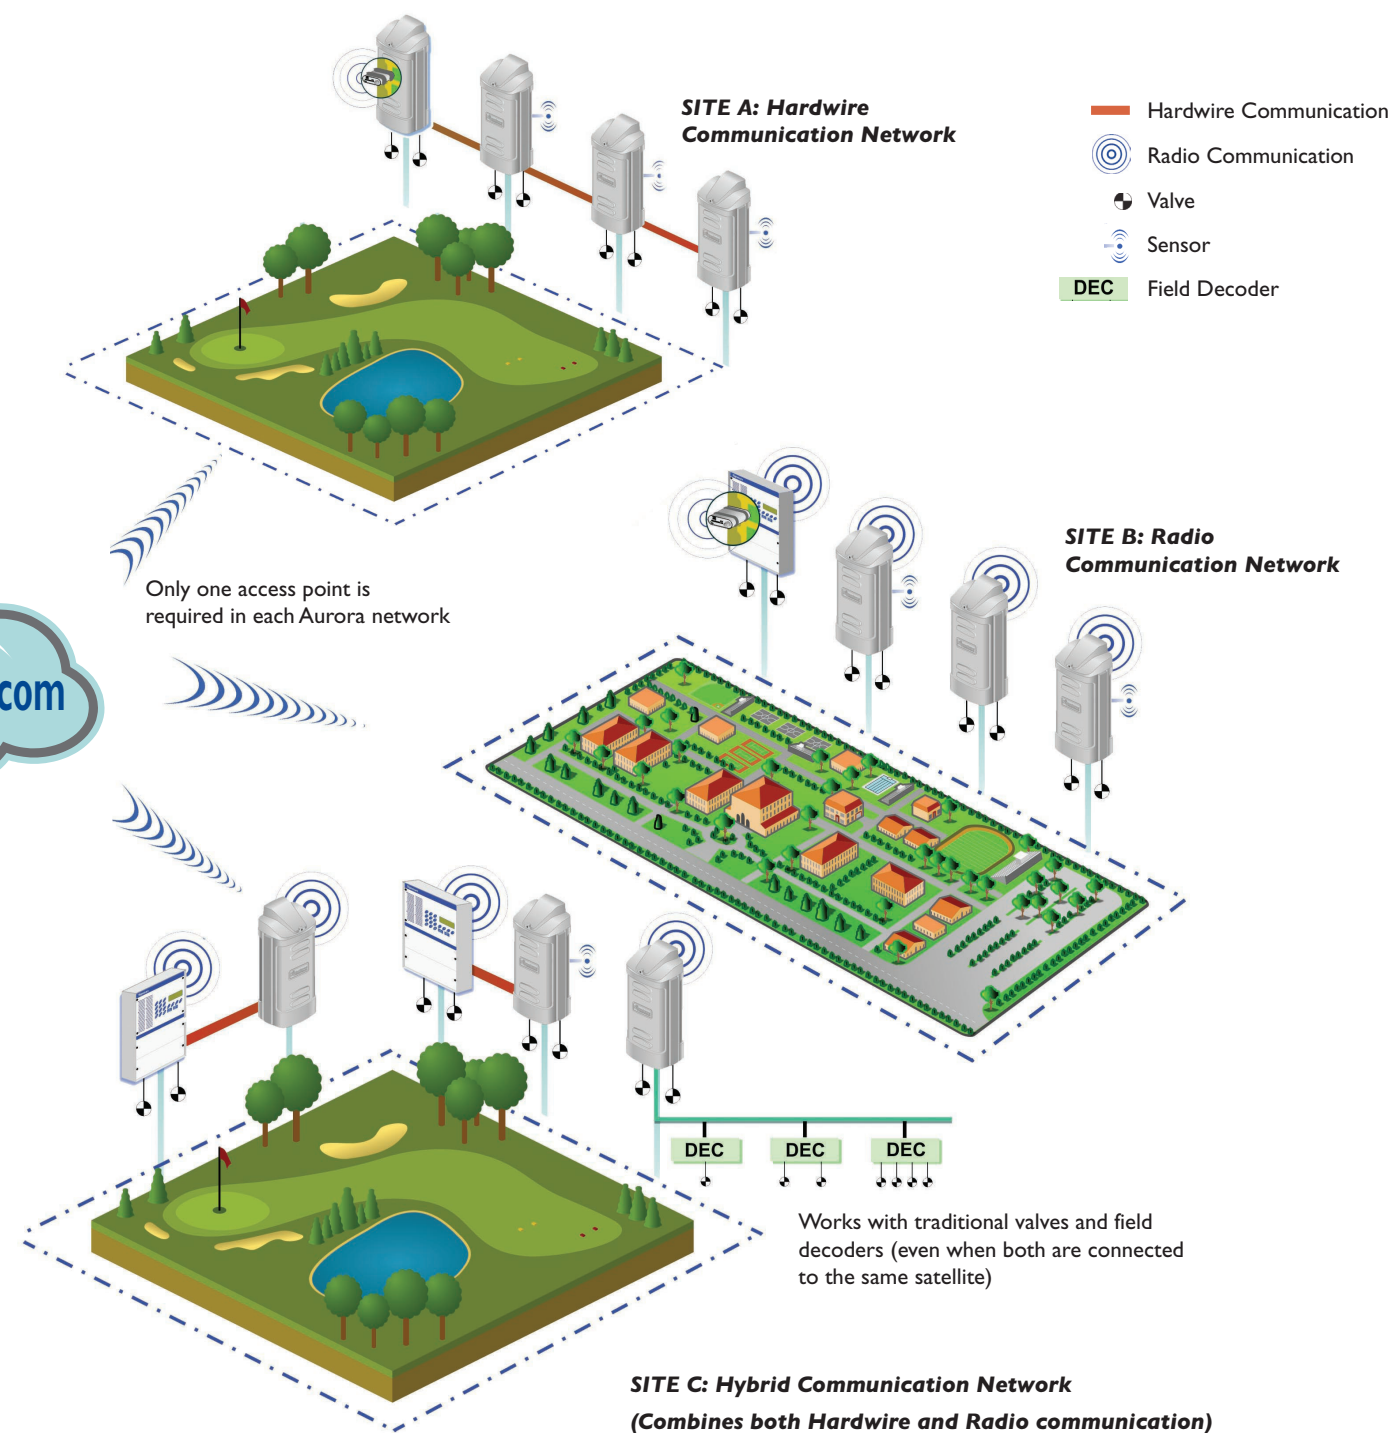 SITE A: Hardwire
Communication Network
Hardwire Communication
Radio Communication
Valve
Sensor
DEC Field Decoder
SITE B: Radio
Communication Network
Only one access point is
required in each Aurora network
com
DEC DEC DEC
Works with traditional valves and field
decoders (even when both are connected
to the same satellite)
SITE C: Hybrid Communication Network
(Combines both Hardwire and Radio communication)